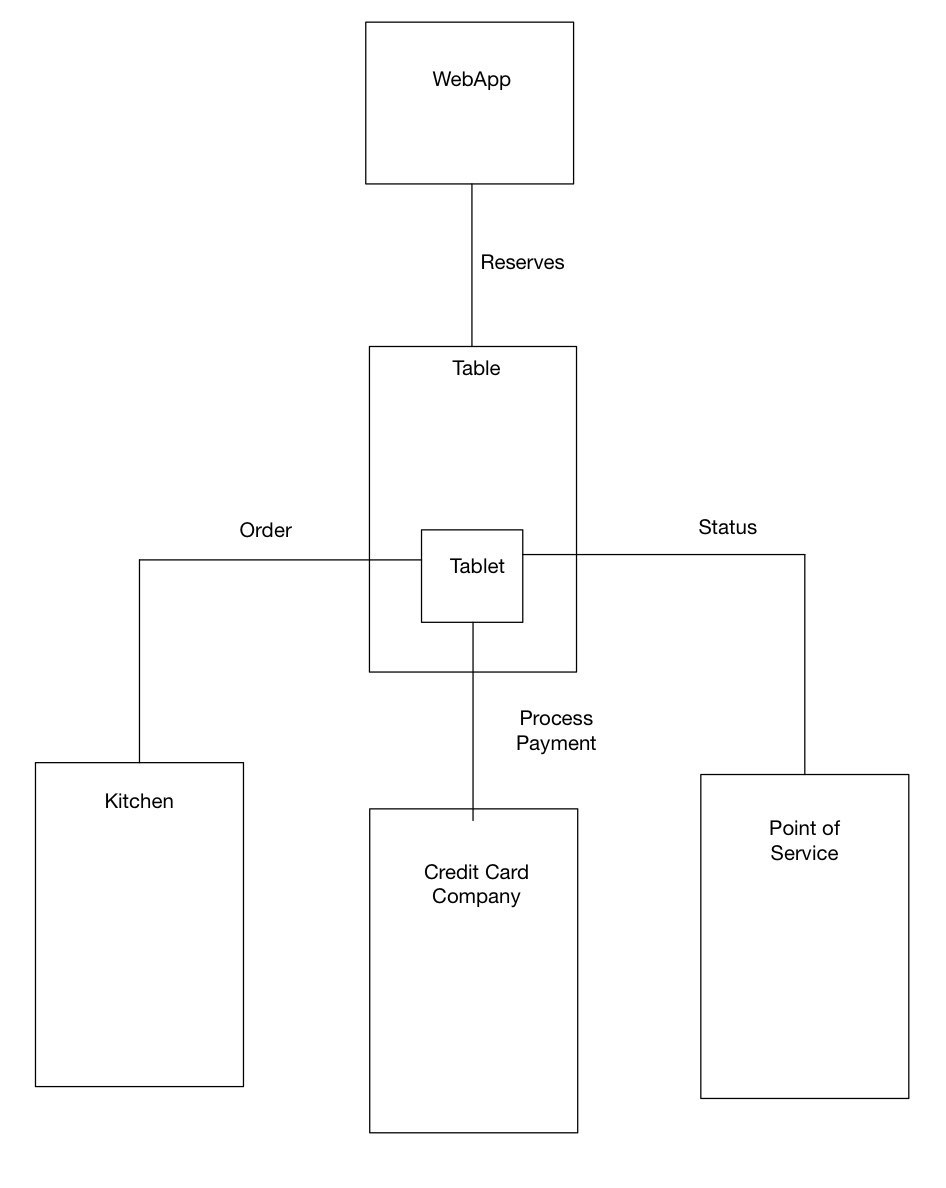 WebApp
Reserves
Table
Order
Status
Tablet
Process
Payment
Kitchen
Point of
Service
Credit Card
Company